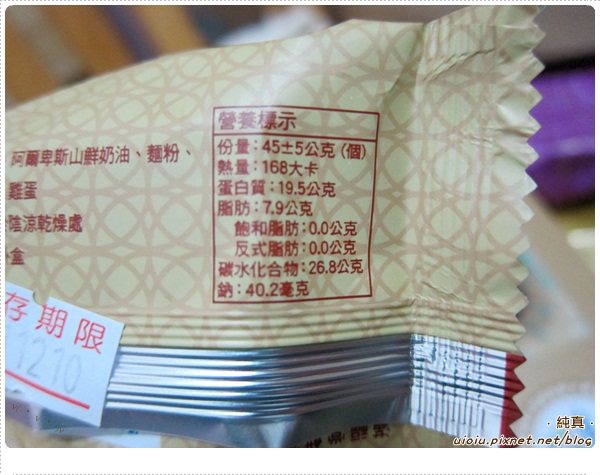 營養標示
份量：45±5公克(個)
熱量：168大卡
蛋白質：19.5公克
脂肪：7.9公克
飽和脂肪：0.0公克
反式脂肪：0.0公克
碳水化合物：26.8公克
鈉：40.2毫克
阿爾卑斯山鮮奶油、麵粉、
雞蛋
陰涼乾燥處
盒
存期限
1210
．純真．
uioiu.pixnet.net/blog